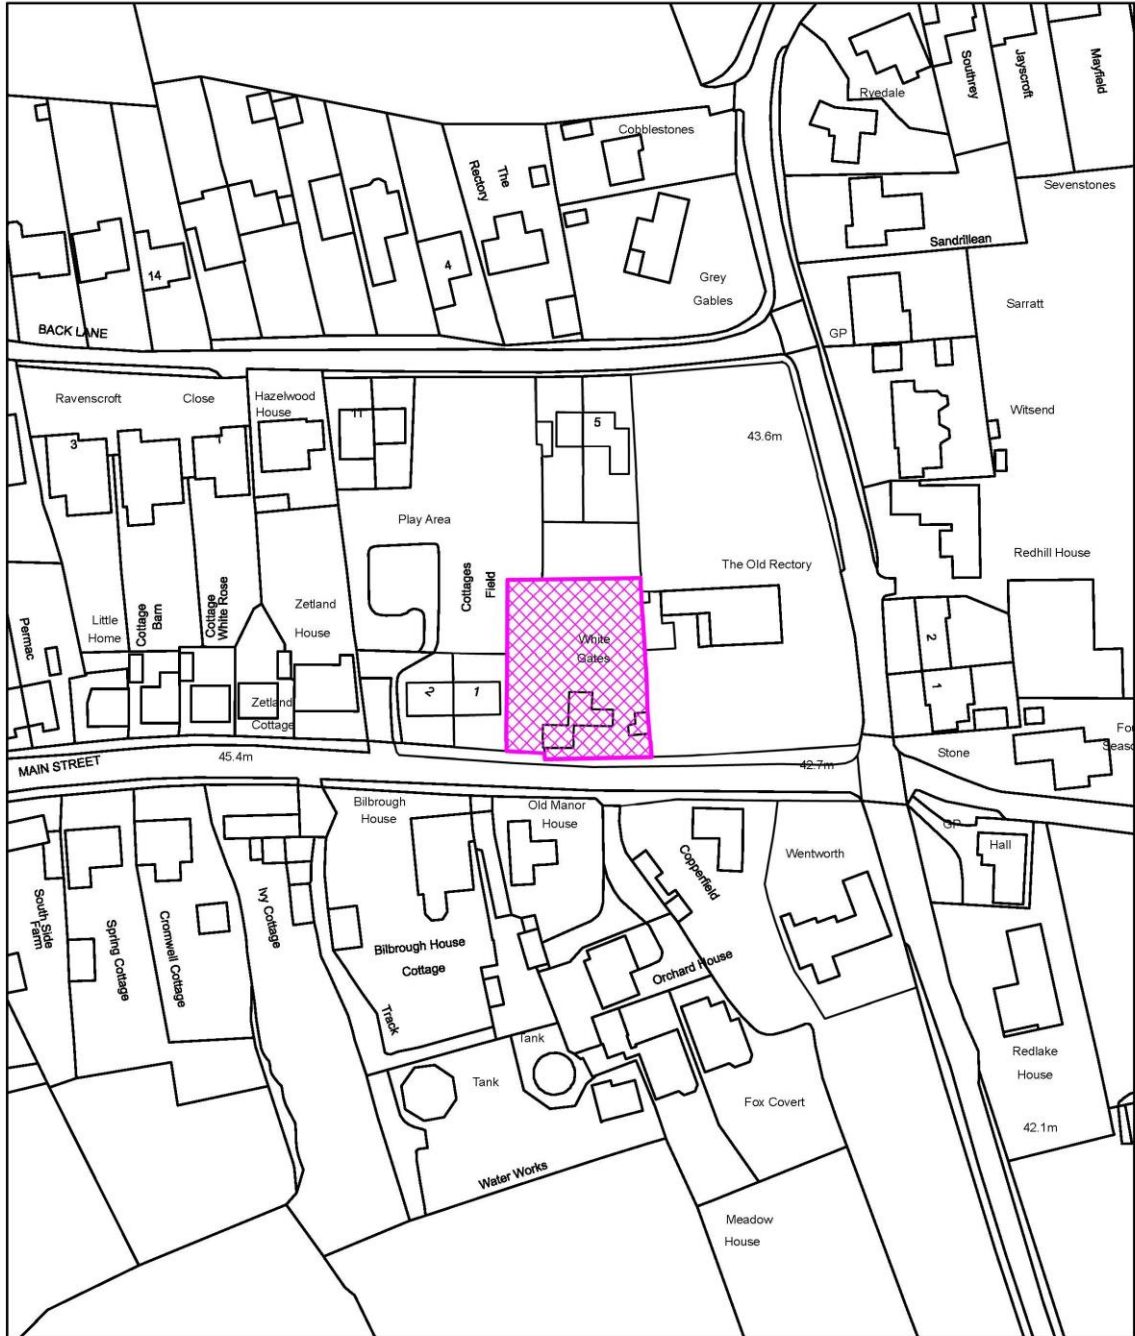 Ryedale
Southrey
Jayscroft
Mayfield
Cobblestones
The
Rectory
Sevenstones
Sandrillean
4
14
Grey
Gables
Sarratt
BACK LANE
GP
Ravenscroft
Close
Hazelwood
House
11
5
3
43.6m
Witsend
Play Area
Cottages
Field
The Old Rectory
Redhill House
Permac
Little
Home
Cottage
Barn
Cottage
White Rose
Zetland
House
White
Gates
2
1
2
1
Zetland
Cottage
MAIN STREET
45.4m
42.7m
Stone
Bilbrough
House
Old Manor
House
GP
Hall
Wentworth
Copperfield
South Side
Farm
Spring Cottage
Cromwell Cottage
Ivy Cottage
Bilbrough House
Cottage
Orchard House
Track
Tank
Tank
Redlake
House
Fox Covert
42.1m
Water Works
Meadow
House